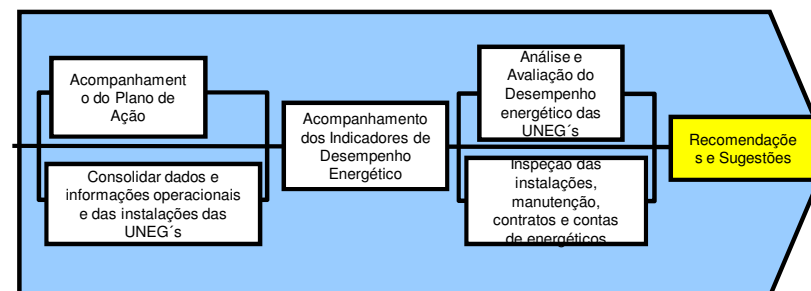 Acompanhament
o do Plano de
Ação
Consolidar dados e
informações operacionais
e das instalações das
UNEG´s
Acompanhamento
dos Indicadores de
Desempenho
Energético
Análise e
Avaliação do
Desempenho
energético das
UNEG´s
Inspeção das
instalações,
manutenção,
contratos e contas
de energéticos
Recomendaçõe
s e Sugestões